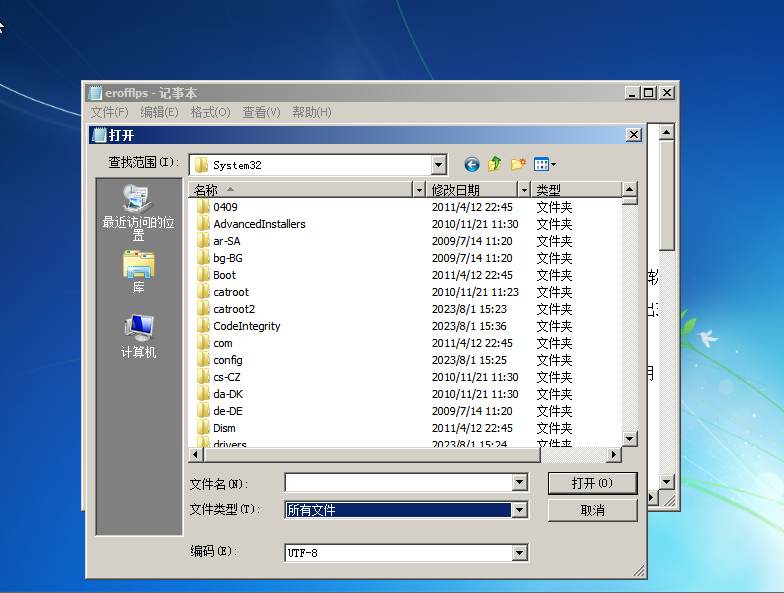 erofflps - 记事本
文件(F) 编辑(E) 格式(O) 查看(V) 帮助(H)
打开
查找范围(I): System32
最近访问的位置
库
计算机
名称 修改日期 类型
0409 2011/4/12 22:45 文件夹
AdvancedInstallers 2010/11/21 11:30 文件夹
ar-SA 2009/7/14 11:20 文件夹
bg-BG 2009/7/14 11:20 文件夹
Boot 2011/4/12 22:45 文件夹
catroot 2010/11/21 11:23 文件夹
catroot2 2023/8/1 15:23 文件夹
CodeIntegrity 2023/8/1 15:36 文件夹
com 2011/4/12 22:45 文件夹
config 2023/8/1 15:25 文件夹
cs-CZ 2010/11/21 11:30 文件夹
da-DK 2010/11/21 11:30 文件夹
de-DE 2009/7/14 11:20 文件夹
Dism 2011/4/12 22:45 文件夹
drivers 2023/8/1 15:24 文件夹
文件名(N): 打开(O)
文件类型(T): 所有文件 取消
编码(E): UTF-8